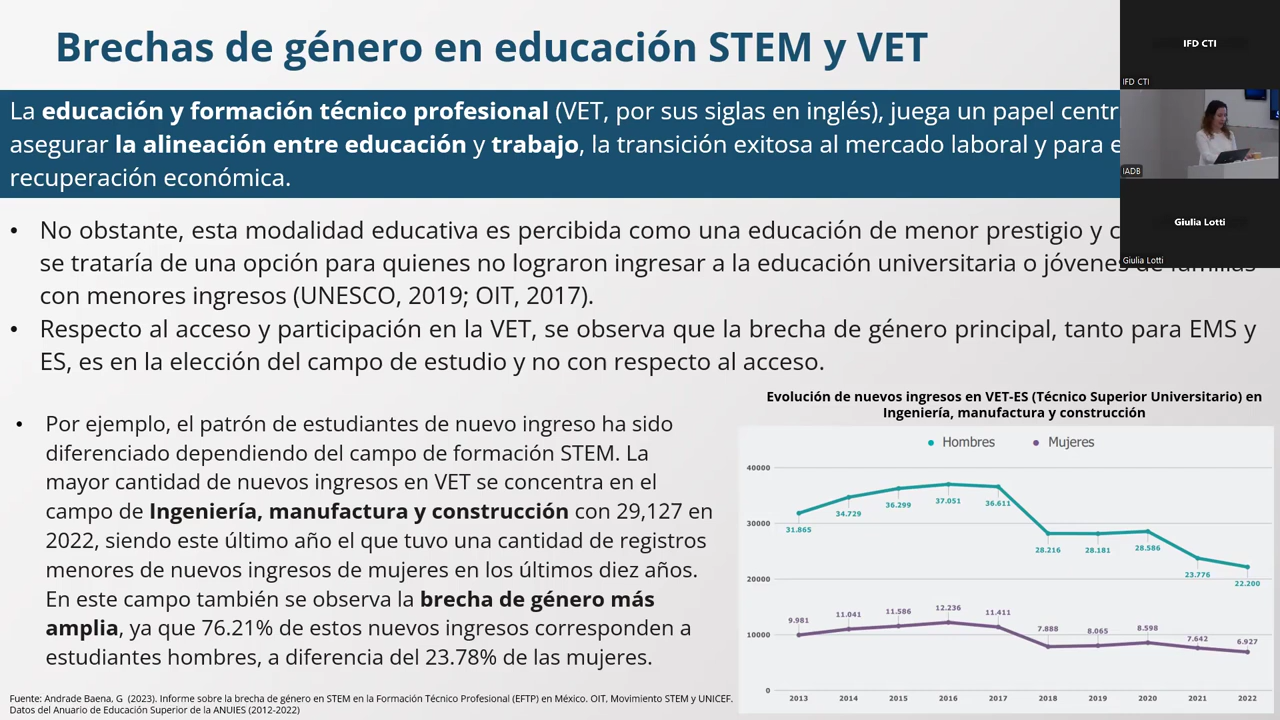 Brechas de género en educación STEM y VET
La educación y formación técnico profesional (VET, por sus siglas en inglés), juega un papel
asegurar la alineación entre educación y trabajo, la transición exitosa al mercado laboral y para
recuperación económica.
• No obstante, esta modalidad educativa es percibida como una educación de menor prestigio y
se trataría de una opción para quienes no lograron ingresar a la educación universitaria o jóvenes de familias
con menores ingresos (UNESCO, 2019; OIT, 2017).
• Respecto al acceso y participación en la VET, se observa que la brecha de género principal, tanto para EMS y
ES, es en la elección del campo de estudio y no con respecto al acceso.
• Por ejemplo, el patrón de estudiantes de nuevo ingreso ha sido
diferenciado dependiendo del campo de formación STEM. La
mayor cantidad de nuevos ingresos en VET se concentra en el
campo de Ingeniería, manufactura y construcción con 29,127 en
2022, siendo este último año el que tuvo una cantidad de registros
menores de nuevos ingresos de mujeres en los últimos diez años.
En este campo también se observa la brecha de género más
amplia, ya que 76.21% de estos nuevos ingresos corresponden a
estudiantes hombres, a diferencia del 23.78% de las mujeres.
Fuente: Andrade Baena, G (2023). Informe sobre la brecha de género en STEM en la Formación Técnico Profesional (EFTP) en México. OIT, Movimiento STEM y UNICEF.
Datos del Anuario de Educación Superior de la ANUIES (2012-2022)
Evolución de nuevos ingresos en VET-ES (Técnico Superior Universitario) en
Ingeniería, manufactura y construcción
Hombres Mujeres
40000
30000
20000
10000
0
31.865 34.729 36.299 37.051 36.611 28.216 28.181 28.586 23.776 22.200
9.981 11.041 11.586 12.236 11.411 7.888 8.065 8.598 7.642 6.927
2013 2014 2015 2016 2017 2018 2019 2020 2021 2022
IFD CTI
IFD CTI
IADB
Giulia Lotti
Giulia Lotti